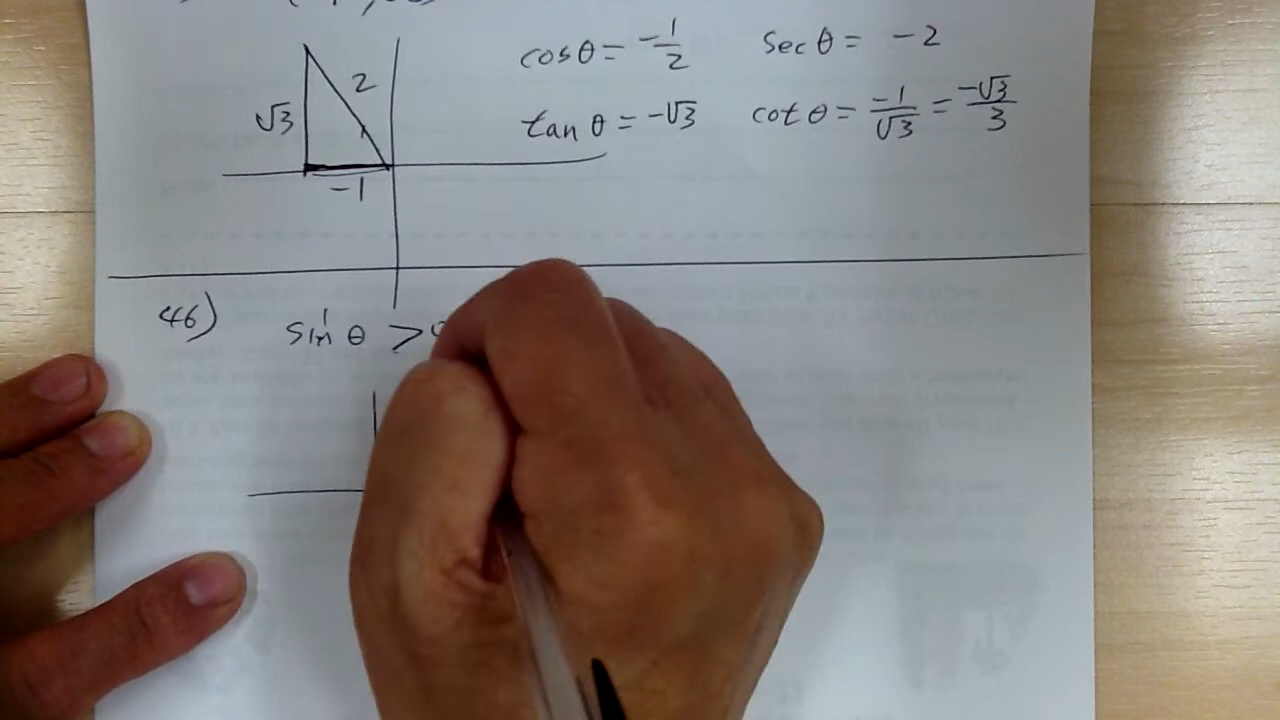 cosθ = -1/2 secθ = -2
2
√3
tanθ = -√3 cotθ = -1/√3 = -√3/3
-1
46) sinθ >